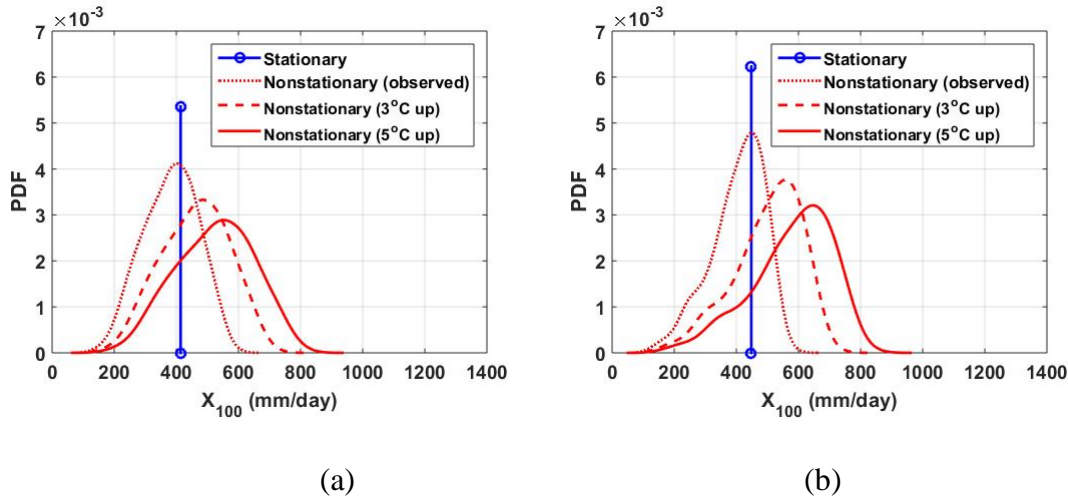 ×10⁻³
7
6
5
4
3
2
1
0
PDF
Stationary
Nonstationary (observed)
Nonstationary (3°C up)
Nonstationary (5°C up)
0 200 400 600 800 1000 1200 1400
X₁₀₀ (mm/day)
(a)
×10⁻³
7
6
5
4
3
2
1
0
PDF
Stationary
Nonstationary (observed)
Nonstationary (3°C up)
Nonstationary (5°C up)
0 200 400 600 800 1000 1200 1400
X₁₀₀ (mm/day)
(b)